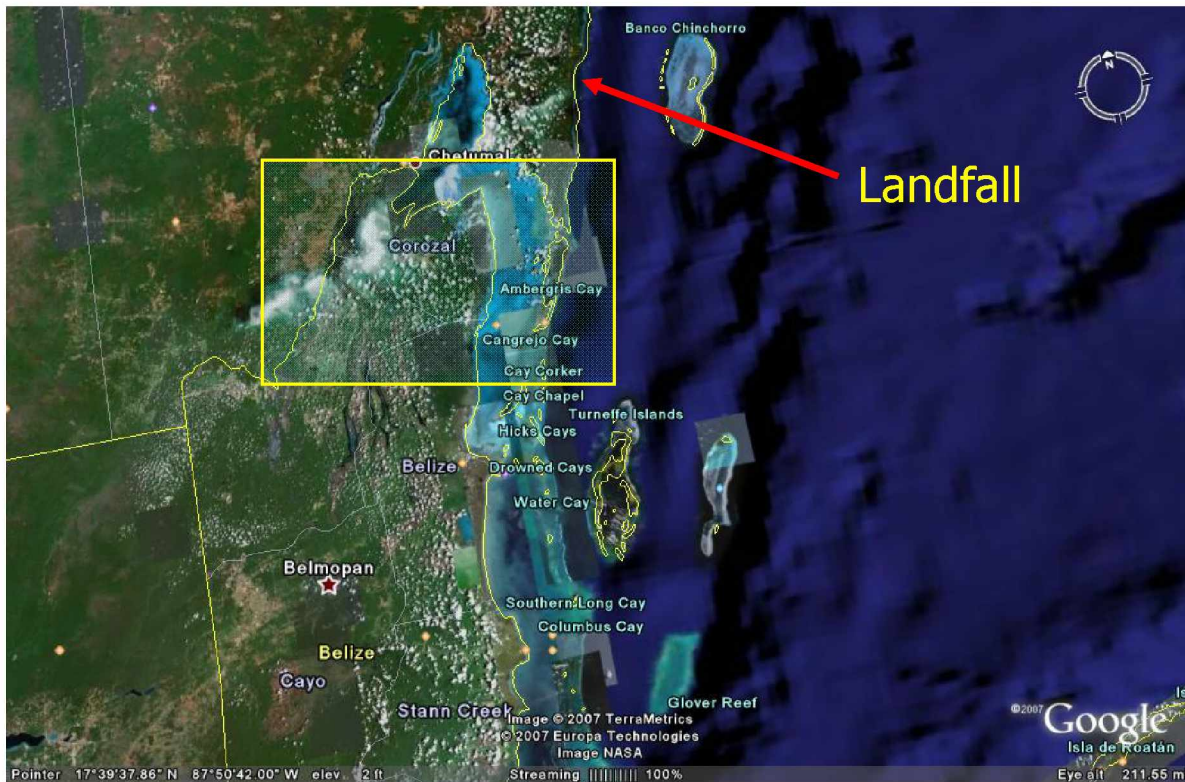 Banco Chinchorro
N
Chetumal
Landfall
Corozal
Ambergris Cay
Cangrejo Cay
Cay Corker
Cay Chapel
Turneffe Islands
Hicks Cays
Belize
Drowned Cays
Water Cay
Belmopan
Southern Long Cay
Columbus Cay
Belize
Cayo
Stann Creek
Glover Reef
Image © 2007 TerraMetrics
© 2007 Europa Technologies
Image NASA
©2007 Google™
Is
Isla de Roatán
Pointer 17°39'37.86" N 87°50'42.00" W elev 2 ft Streaming |||||||||| 100% Eye alt 211.55 m